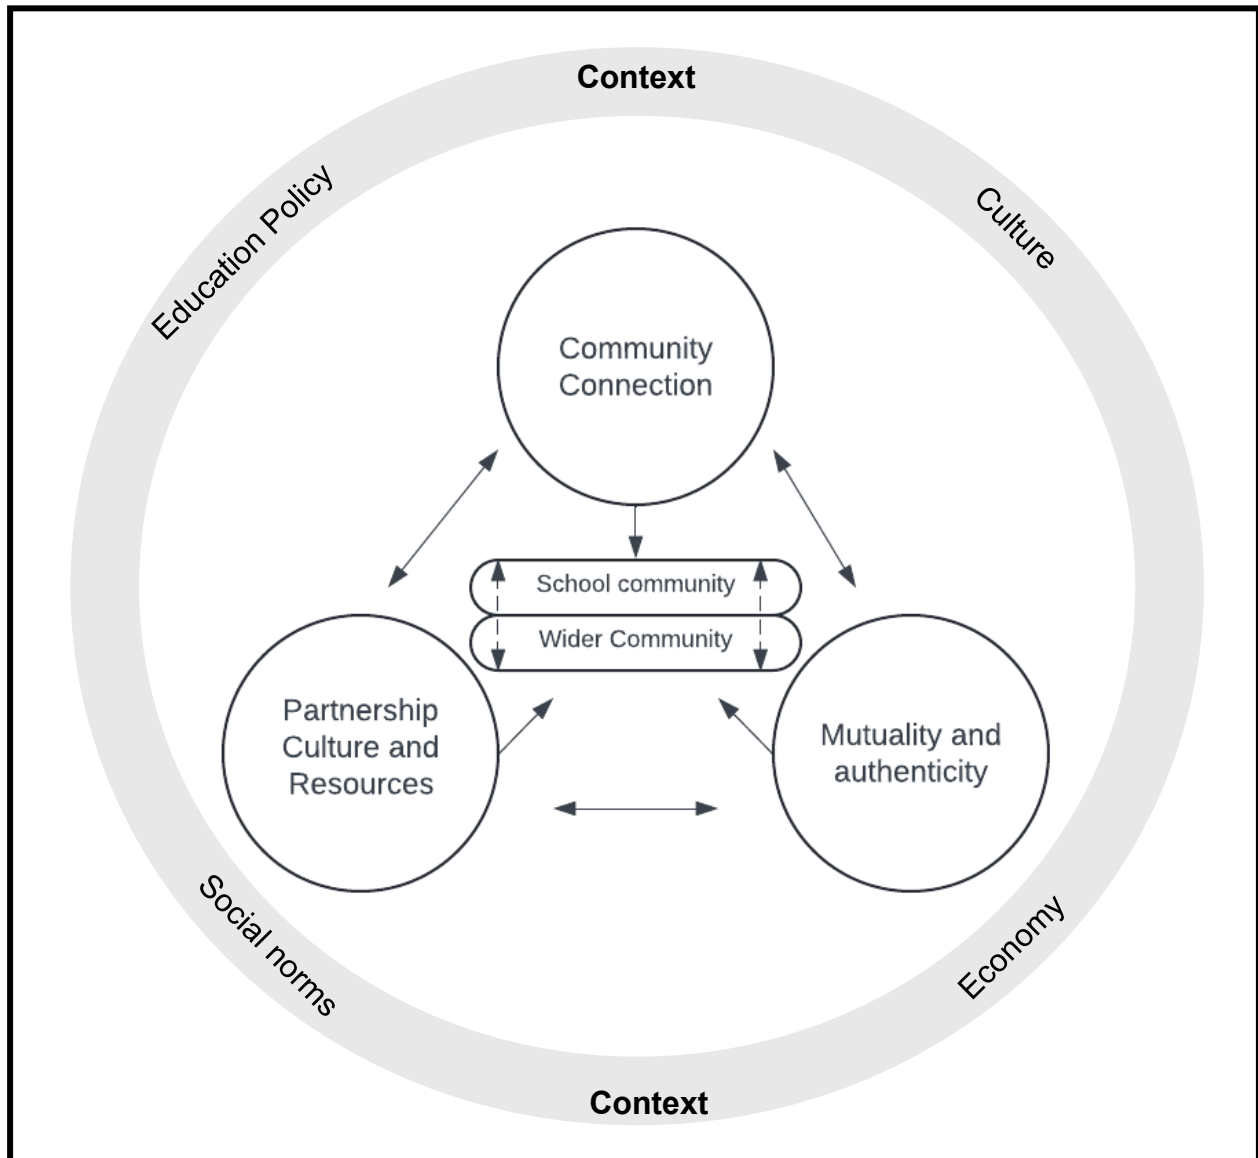 Context
Education Policy
Culture
Community
Connection
School community
Wider Community
Partnership
Culture and
Resources
Mutuality and
authenticity
Social norms
Economy
Context